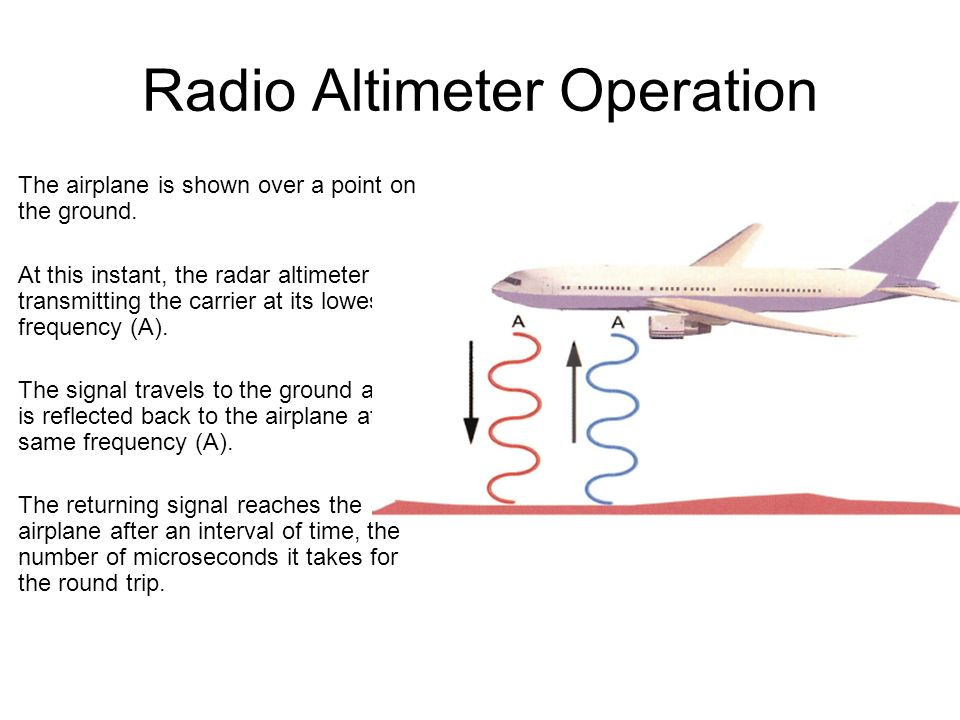 Radio Altimeter Operation
The airplane is shown over a point on
the ground.
At this instant, the radar altimeter
transmitting the carrier at its lowes
frequency (A).
The signal travels to the ground a
is reflected back to the airplane at
same frequency (A).
The returning signal reaches the
airplane after an interval of time, the
number of microseconds it takes for
the round trip.
A
A